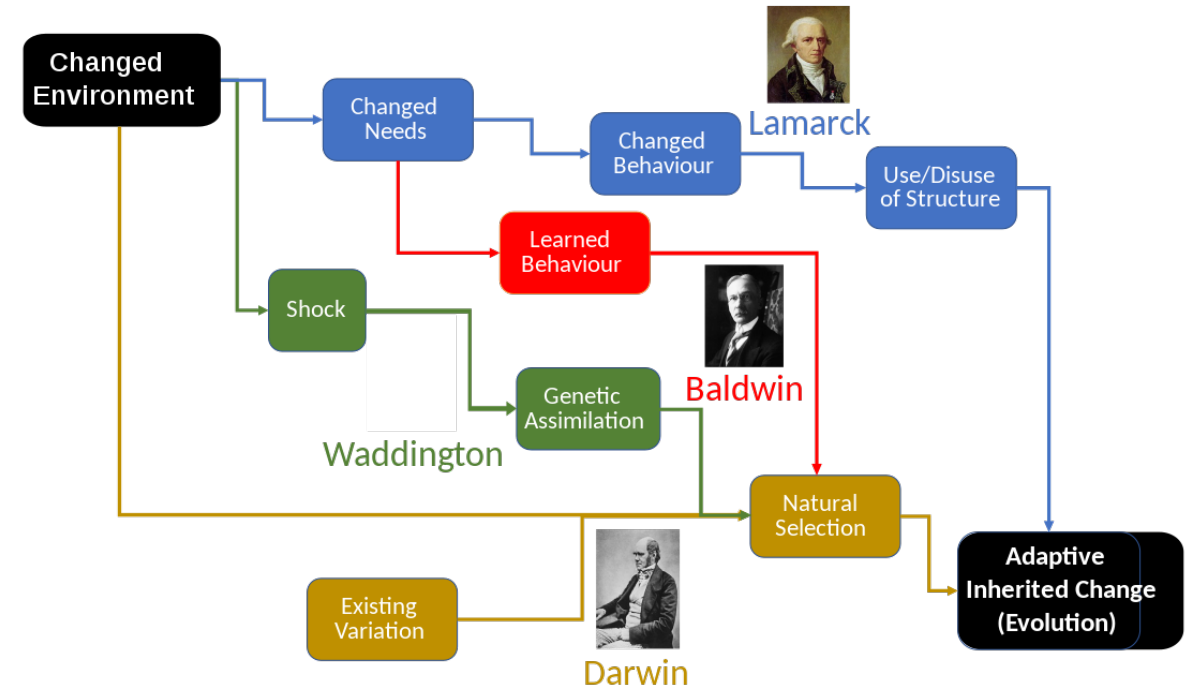 Changed
Environment
Changed
Needs
Changed
Behaviour
Lamarck
Use/Disuse
of Structure
Learned
Behaviour
Shock
Baldwin
Genetic
Assimilation
Waddington
Natural
Selection
Adaptive
Inherited Change
(Evolution)
Existing
Variation
Darwin